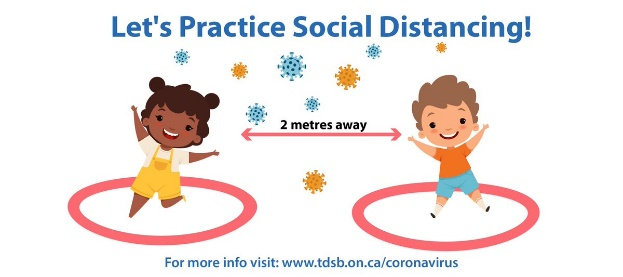 Let's Practice Social Distancing!
2 metres away
For more info visit: www.tdsb.on.ca/coronavirus